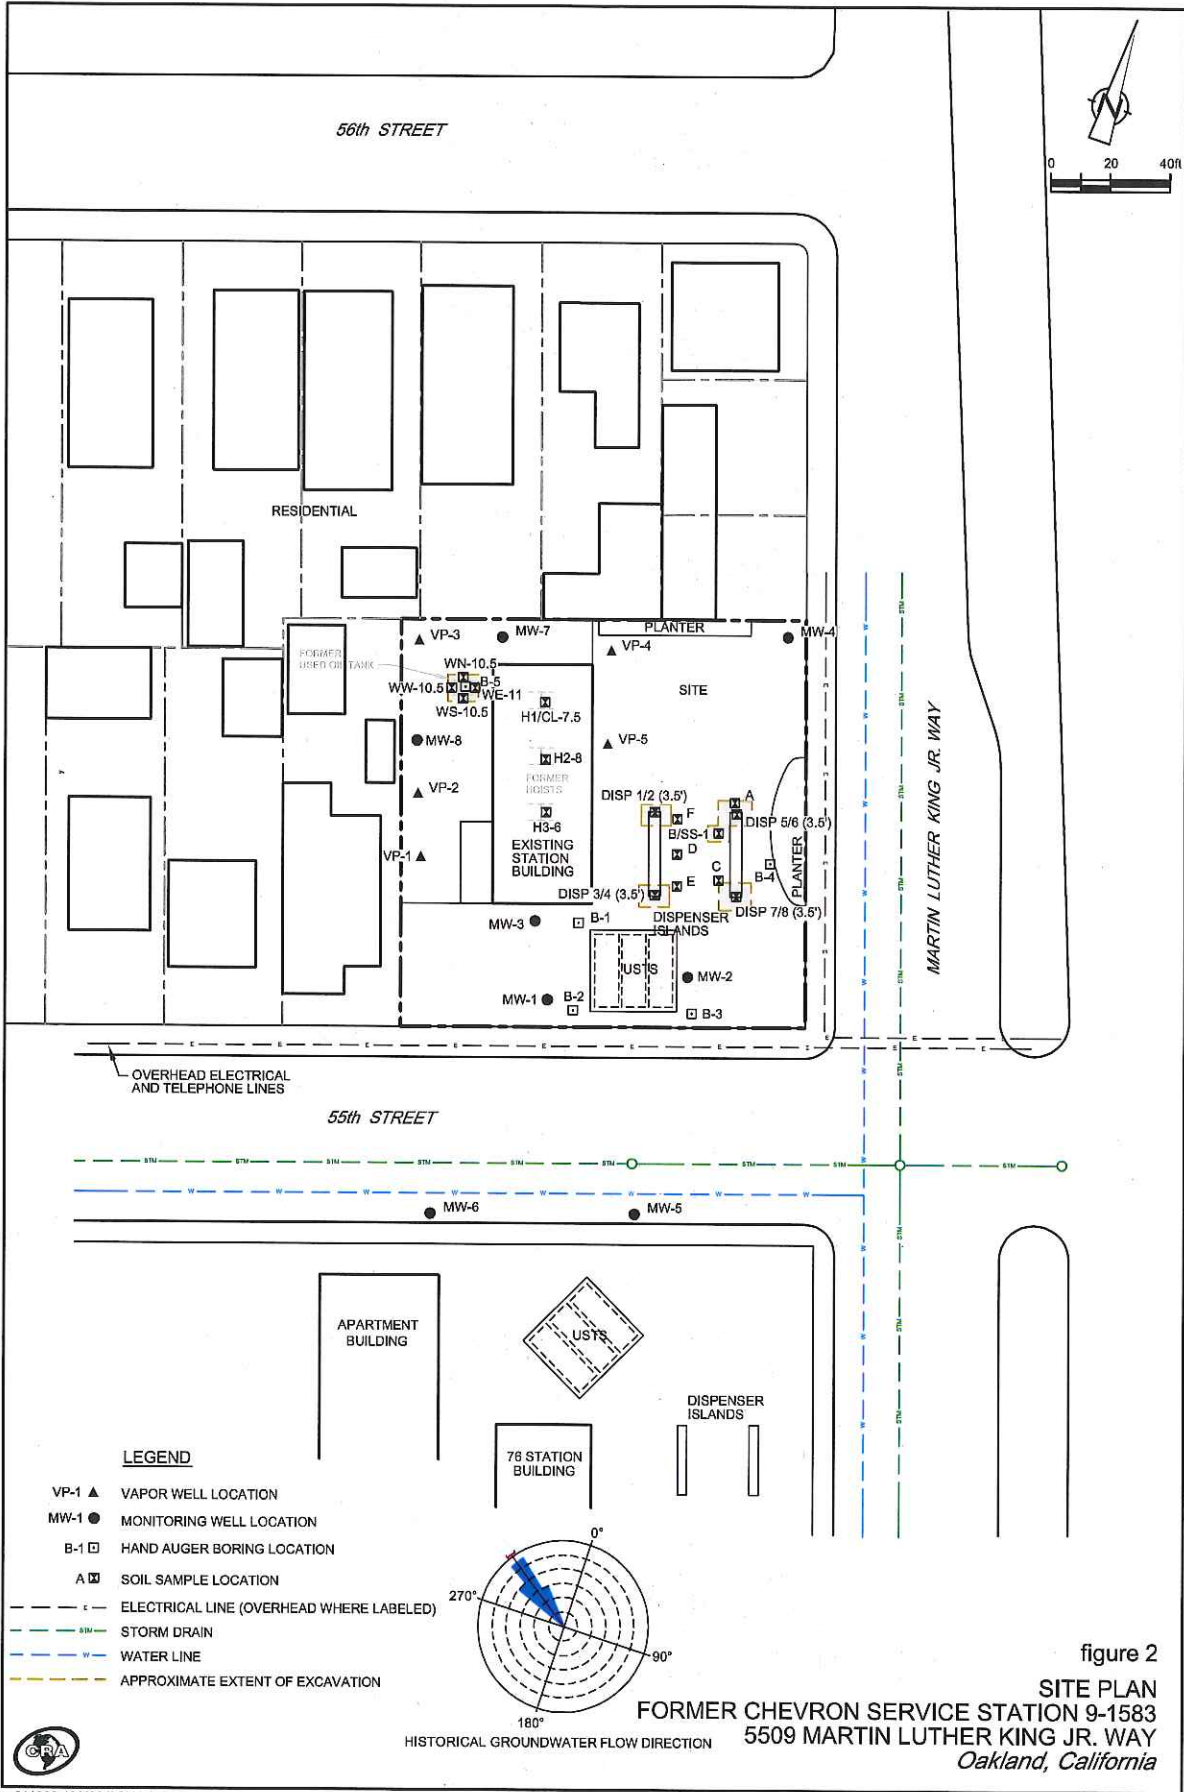 56th STREET
N
0 20 40ft
RESIDENTIAL
VP-3
MW-7
PLANTER
MW-4
VP-4
FORMER
USED OIL TANK
WN-10.5
B-5
WW-10.5
WE-11
WS-10.5
SITE
H1/CL-7.5
MW-8
VP-5
H2-8
FORMER
HOISTS
VP-2
DISP 1/2 (3.5')
A
F
DISP 5/6 (3.5')
H3-6
B/SS-1
EXISTING
STATION
BUILDING
D
VP-1
PLANTER
B-4
C
E
DISP 3/4 (3.5')
DISP 7/8 (3.5')
MW-3
B-1
DISPENSER
ISLANDS
USTS
MW-2
MW-1
B-2
B-3
MARTIN LUTHER KING JR. WAY
OVERHEAD ELECTRICAL
AND TELEPHONE LINES
55th STREET
MW-6
MW-5
APARTMENT
BUILDING
USTS
DISPENSER
ISLANDS
76 STATION
BUILDING
LEGEND
VP-1 VAPOR WELL LOCATION
MW-1 MONITORING WELL LOCATION
B-1 HAND AUGER BORING LOCATION
A SOIL SAMPLE LOCATION
E ELECTRICAL LINE (OVERHEAD WHERE LABELED)
STM STORM DRAIN
W WATER LINE
APPROXIMATE EXTENT OF EXCAVATION
0°
270°
90°
180°
HISTORICAL GROUNDWATER FLOW DIRECTION
figure 2
SITE PLAN
FORMER CHEVRON SERVICE STATION 9-1583
5509 MARTIN LUTHER KING JR. WAY
Oakland, California
CRA